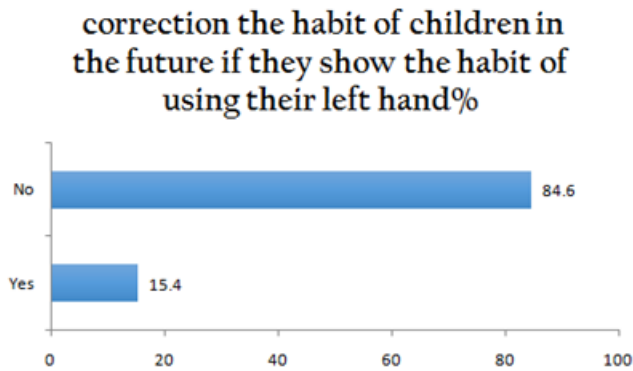 correction the habit of children in
the future if they show the habit of
using their left hand%
No
84.6
Yes
15.4
0 20 40 60 80 100